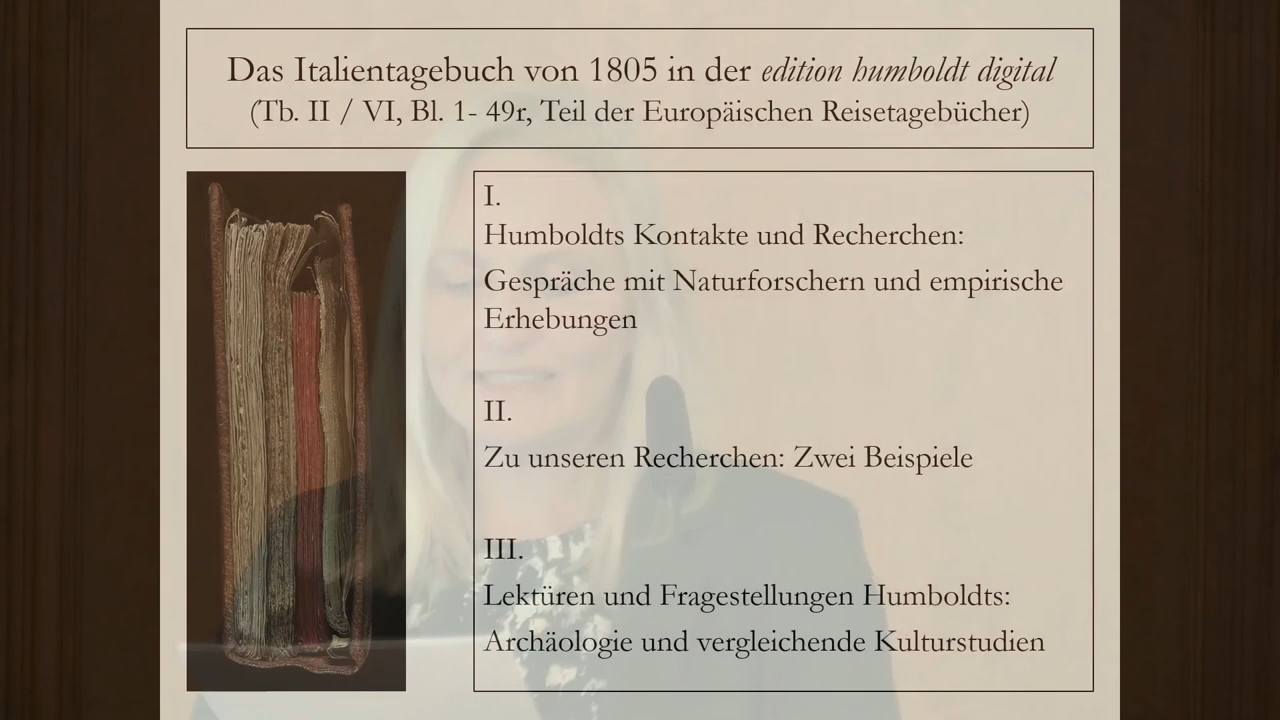 Das Italientagebuch von 1805 in der edition humboldt digital
(Tb. II / VI, Bl. 1- 49r, Teil der Europäischen Reisetagebücher)
I.
Humboldts Kontakte und Recherchen:
Gespräche mit Naturforschern und empirische
Erhebungen
II.
Zu unseren Recherchen: Zwei Beispiele
III.
Lektüren und Fragestellungen Humboldts:
Archäologie und vergleichende Kulturstudien